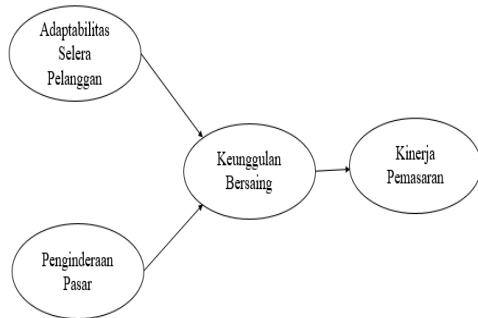 Adaptabilitas
Selera
Pelanggan
Keunggulan
Bersaing
Kinerja
Pemasaran
Penginderaan
Pasar